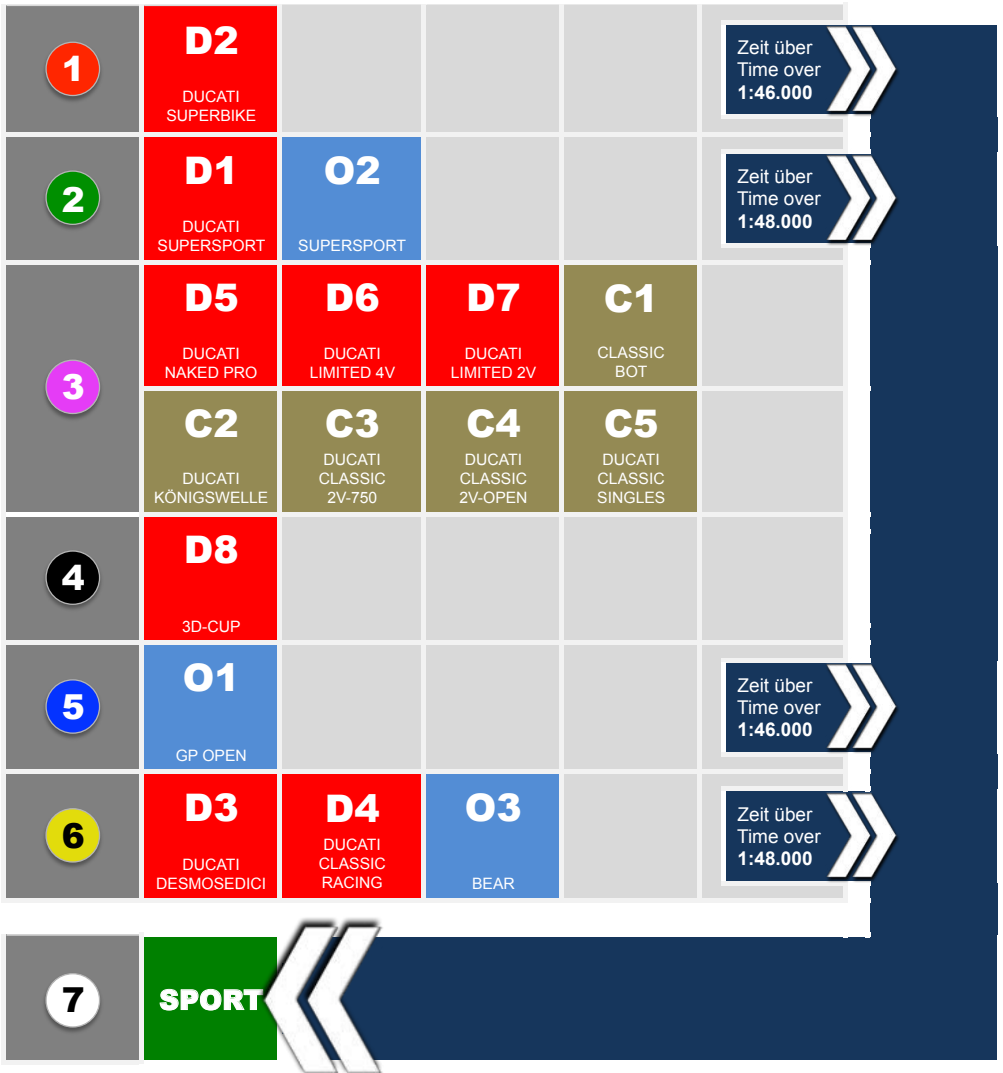 1
D2
DUCATI
SUPERBIKE
Zeit über
Time over
1:46.000
2
D1
DUCATI
SUPERSPORT
O2
SUPERSPORT
Zeit über
Time over
1:48.000
3
D5
DUCATI
NAKED PRO
D6
DUCATI
LIMITED 4V
D7
DUCATI
LIMITED 2V
C1
CLASSIC
BOT
C2
DUCATI
KÖNIGSWELLE
C3
DUCATI
CLASSIC
2V-750
C4
DUCATI
CLASSIC
2V-OPEN
C5
DUCATI
CLASSIC
SINGLES
4
D8
3D-CUP
5
O1
GP OPEN
Zeit über
Time over
1:46.000
6
D3
DUCATI
DESMOSEDICI
D4
DUCATI
CLASSIC
RACING
O3
BEAR
Zeit über
Time over
1:48.000
7
SPORT